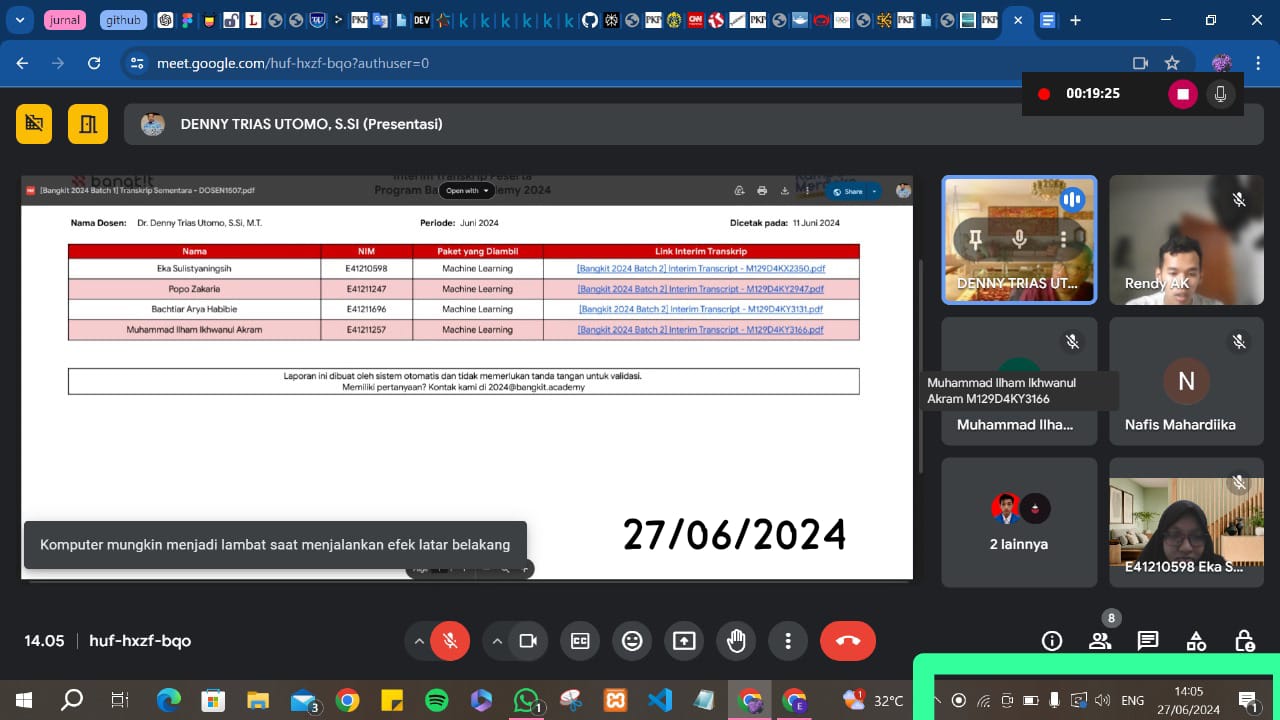 jurnal
github
meet.google.com/huf-hxzf-bqo?authuser=0
00:19:25
DENNY TRIAS UTOMO, S.SI (Presentasi)
bangkit
Interim Transkrip Peserta
[Bangkit 2024 Batch 1] Transkrip Sementara - DOSEN1507.pdf
Program Ba
Open with
demy 2024
Share
Nama Dosen: Dr. Denny Trias Utomo, S.Si, M.T.
Periode: Juni 2024
Dicetak pada: 11 Juni 2024
Nama NIM Paket yang Diambil Link Interim Transkrip
Eka Sulistyaningsih E41210598 Machine Learning [Bangkit 2024 Batch 2] Interim Transcript - M129D4KX2350.pdf
Popo Zakaria E41211247 Machine Learning [Bangkit 2024 Batch 2] Interim Transcript - M129D4KY2947.pdf
Bachtiar Arya Habibie E41211696 Machine Learning [Bangkit 2024 Batch 2] Interim Transcript - M129D4KY3131.pdf
Muhammad Ilham Ikhwanul Akram E41211257 Machine Learning [Bangkit 2024 Batch 2] Interim Transcript - M129D4KY3166.pdf
Laporan ini dibuat oleh sistem otomatis dan tidak memerlukan tanda tangan untuk validasi.
Memiliki pertanyaan? Kontak kami di 2024@bangkit.academy
27/06/2024
Komputer mungkin menjadi lambat saat menjalankan efek latar belakang
DENNY TRIAS UT...
Rendy AK
Muhammad Ilham Ikhwanul
Akram M129D4KY3166
Muhammad Ilha...
N
Nafis Mahardiika
2 lainnya
E41210598 Eka S...
14.05
huf-hxzf-bqo
8
3
1
1
32°C
ENG
14:05
27/06/2024
1